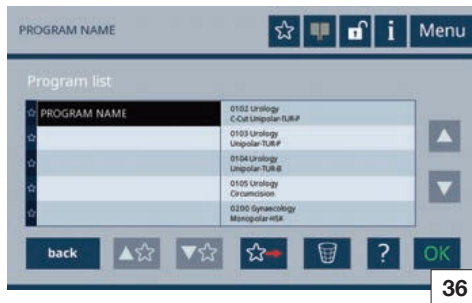 PROGRAM NAME
i
Menu
Program list
PROGRAM NAME
0102 Urology
C-Cut Unipolar-TUR-P
0103 Urology
Unipolar-TUR-P
0104 Urology
Unipolar-TUR-B
0105 Urology
Circumcision
0200 Gynaecology
Monopolar-HSK
back
?
OK
36